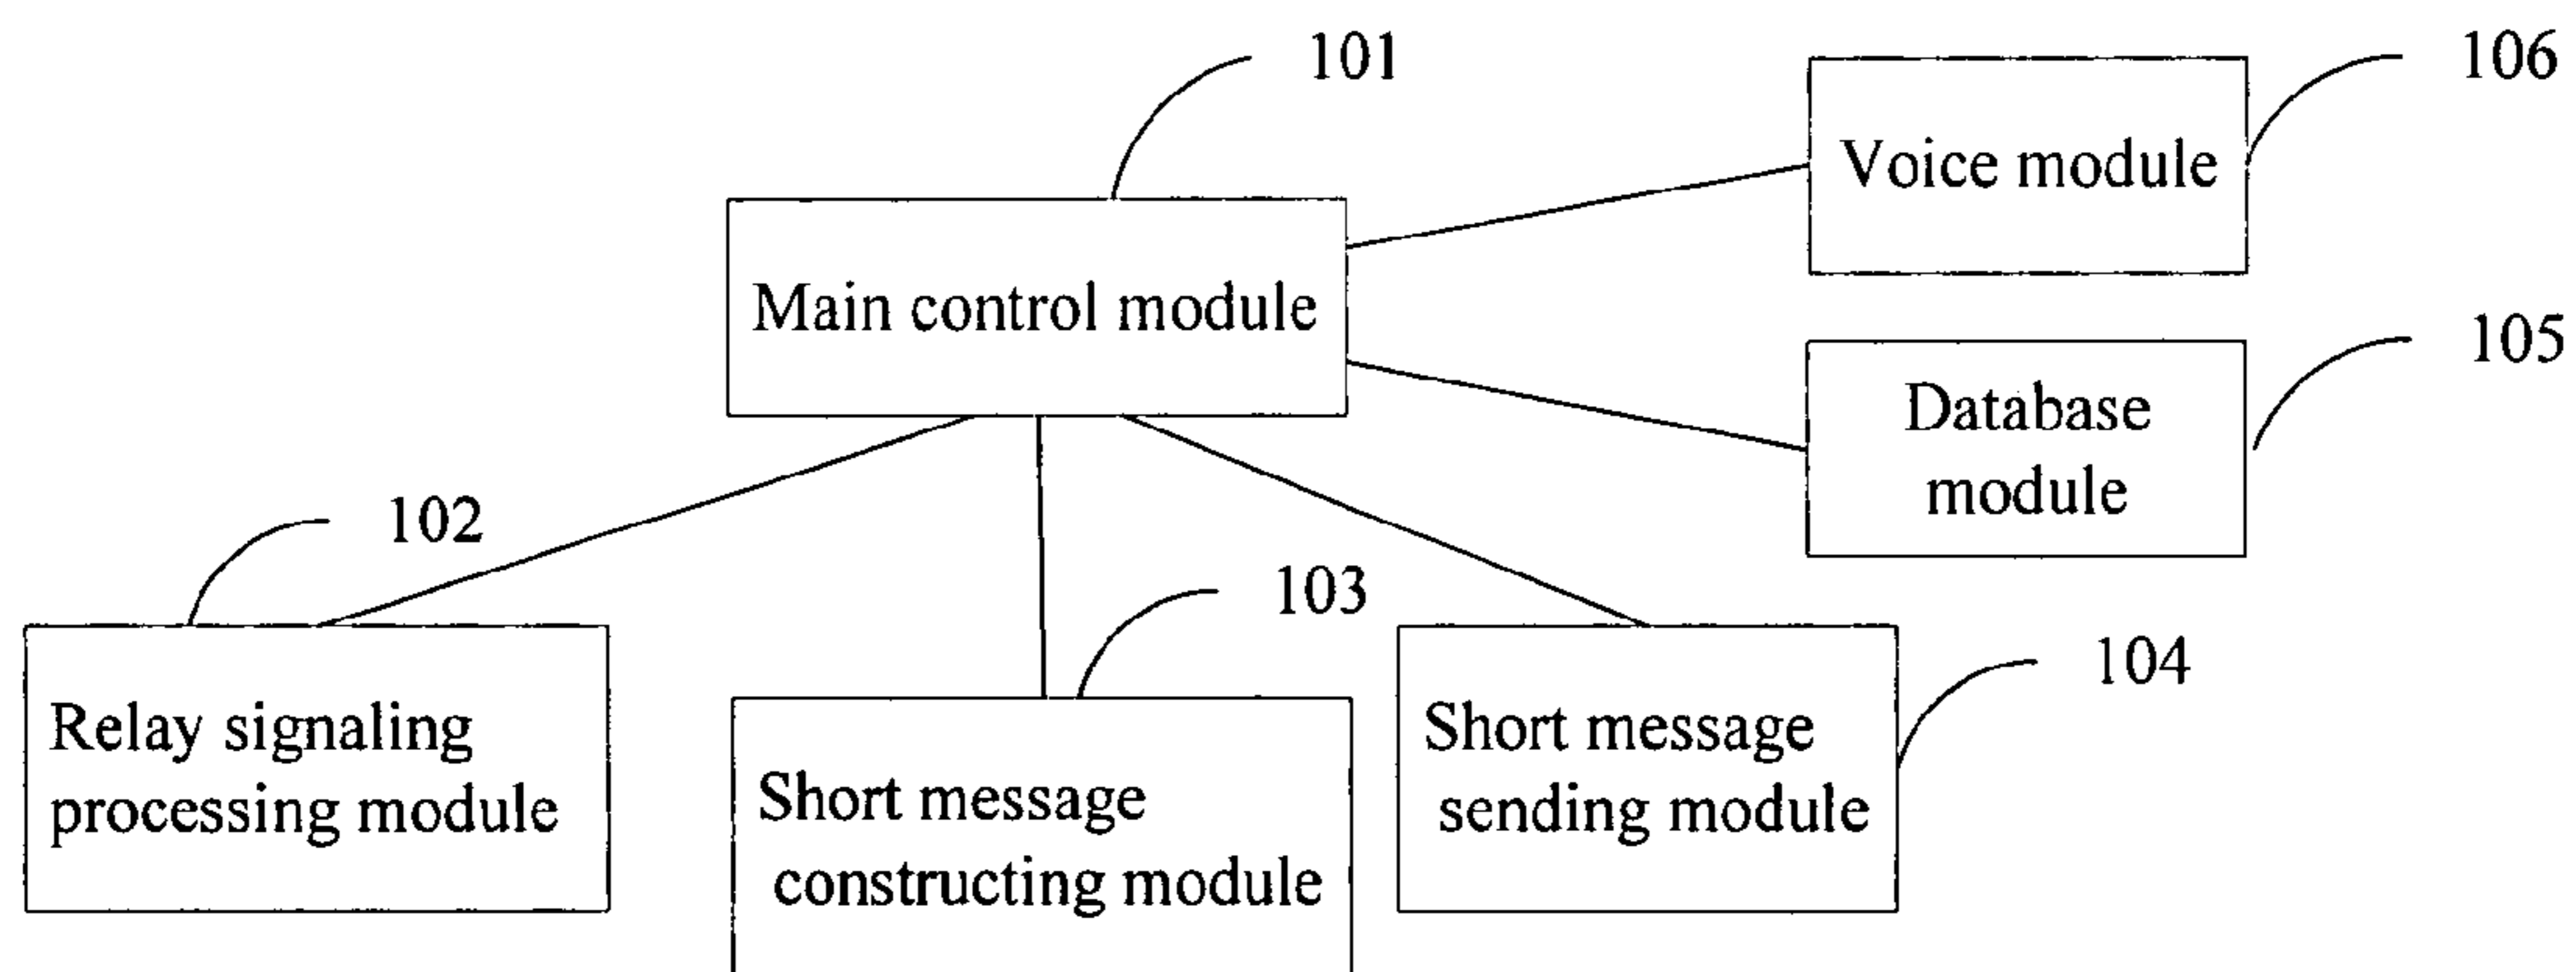 101
106
Voice module
Main control module
105
Database
module
102
103
104
Relay signaling
processing module
Short message
constructing module
Short message
sending module